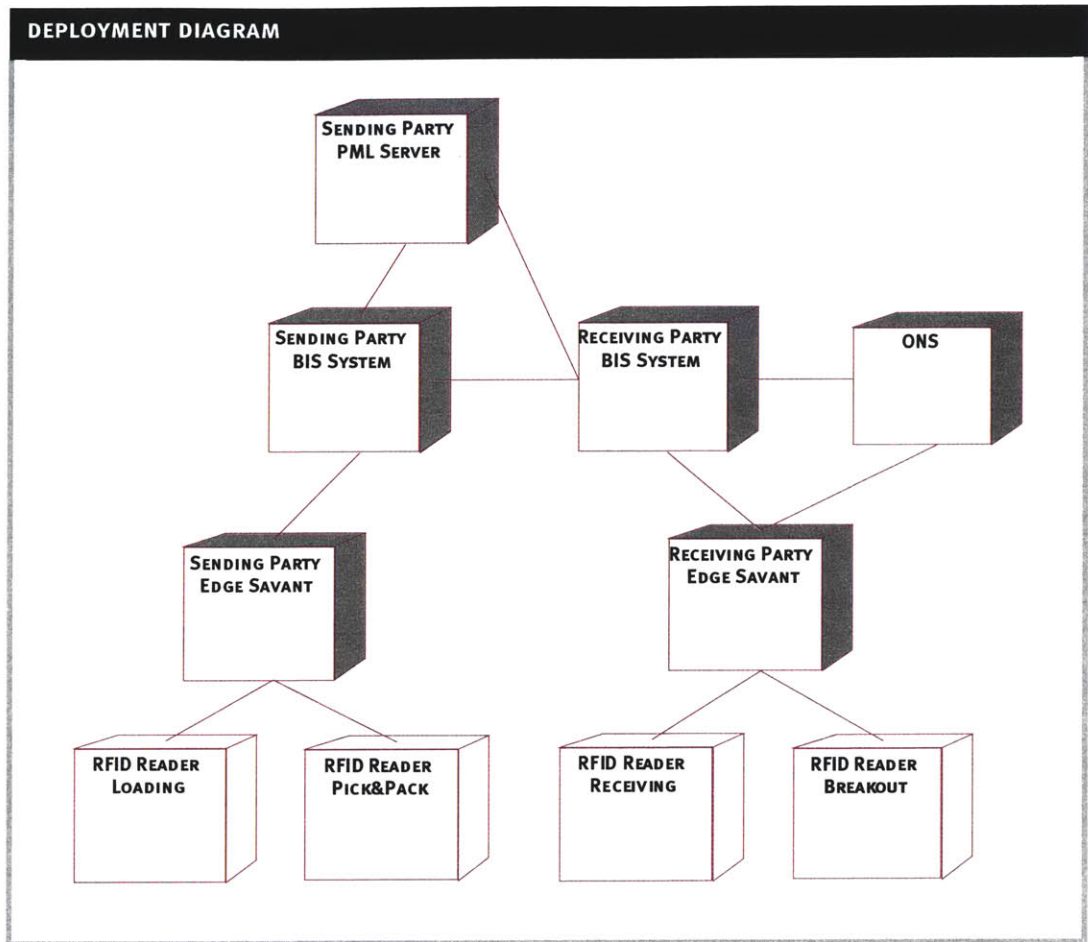 DEPLOYMENT DIAGRAM
SENDING PARTY
PML SERVER
SENDING PARTY
BIS SYSTEM
RECEIVING PARTY
BIS SYSTEM
ONS
SENDING PARTY
EDGE SAVANT
RECEIVING PARTY
EDGE SAVANT
RFID READER
LOADING
RFID READER
PICK&PACK
RFID READER
RECEIVING
RFID READER
BREAKOUT